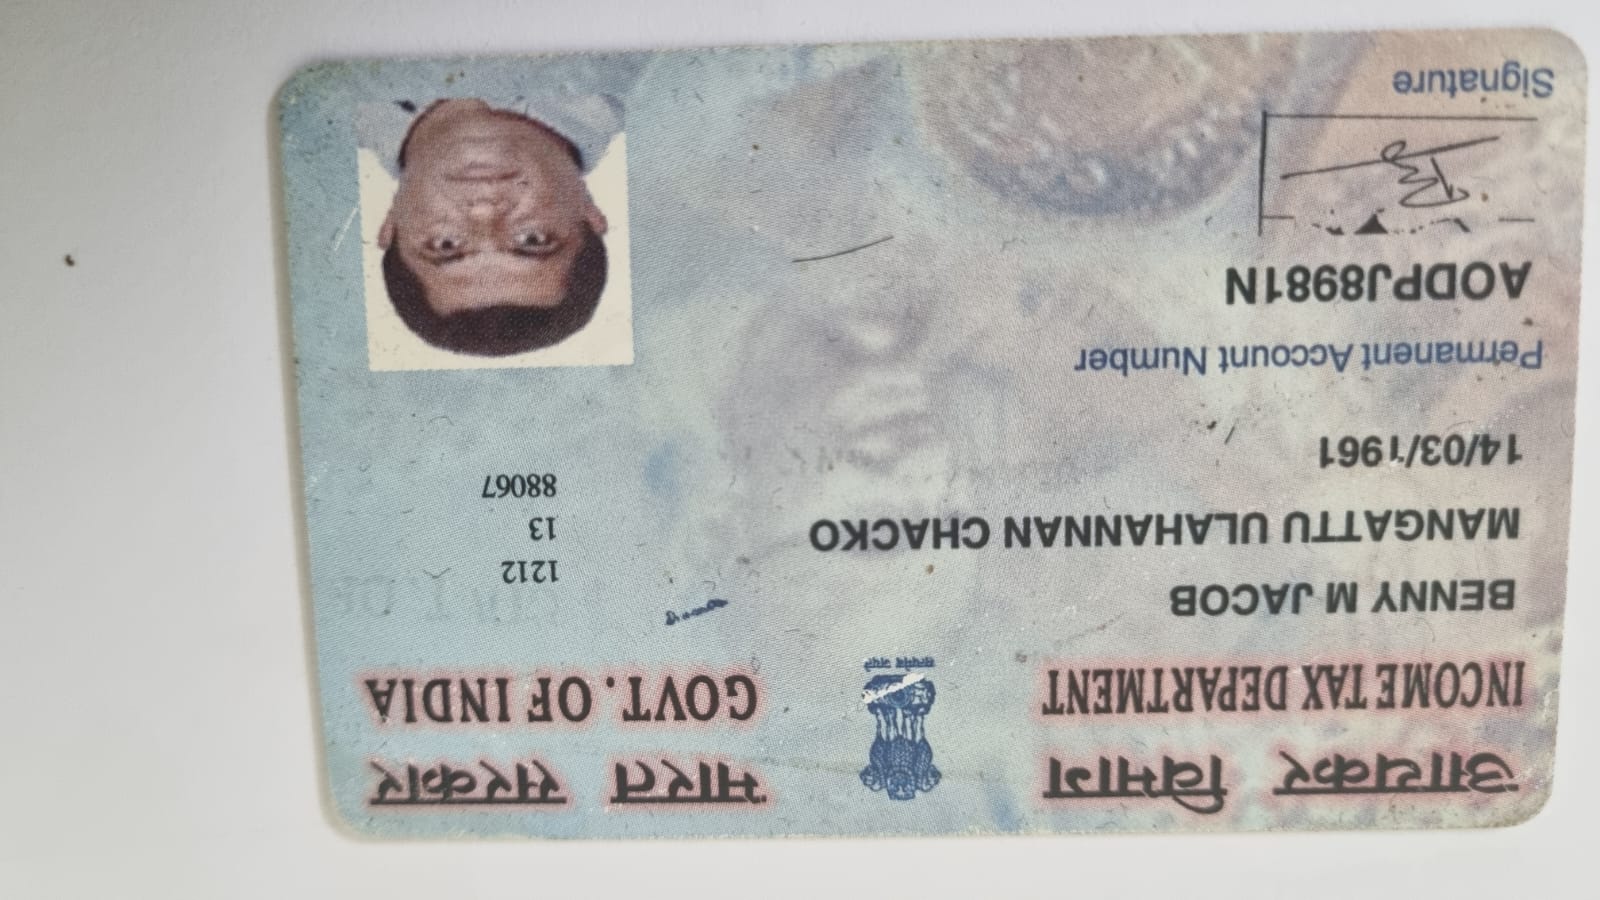 आयकर विभाग
INCOME TAX DEPARTMENT
सत्यमेव जयते
भारत सरकार
GOVT. OF INDIA
BENNY M JACOB
MANGATTU ULAHANNAN CHACKO
14/03/1961
1212
13
88067
Permanent Account Number
AODPJ8981N
Signature